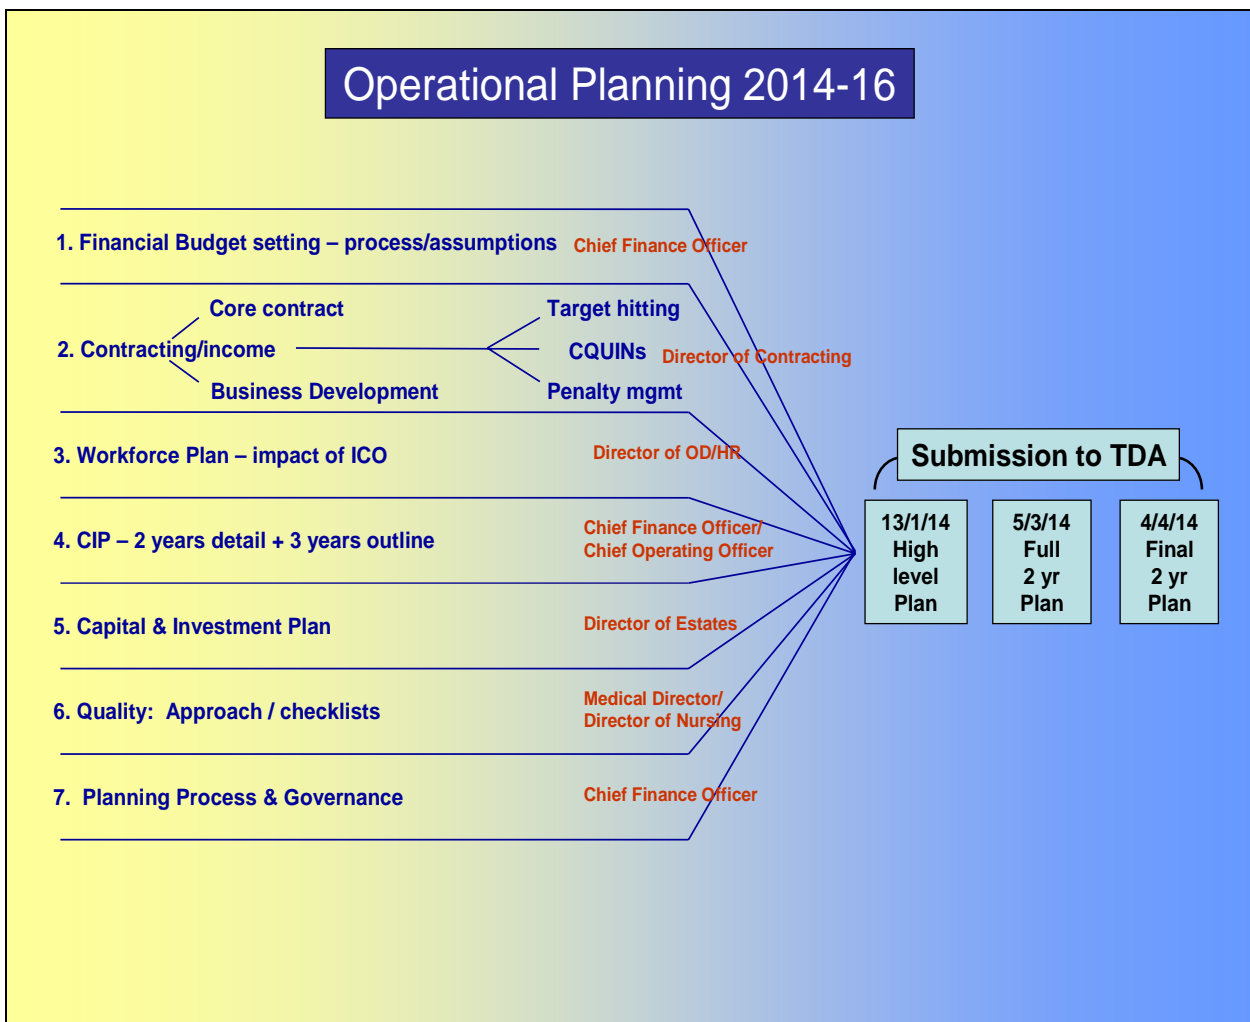 Operational Planning 2014-16
1. Financial Budget setting – process/assumptions Chief Finance Officer
Core contract
Target hitting
2. Contracting/income
CQUINs
Director of Contracting
Business Development
Penalty mgmt
3. Workforce Plan – impact of ICO
Director of OD/HR
4. CIP – 2 years detail + 3 years outline
Chief Finance Officer/
Chief Operating Officer
5. Capital & Investment Plan
Director of Estates
6. Quality: Approach / checklists
Medical Director/
Director of Nursing
7. Planning Process & Governance
Chief Finance Officer
Submission to TDA
13/1/14
High
level
Plan
5/3/14
Full
2 yr
Plan
4/4/14
Final
2 yr
Plan